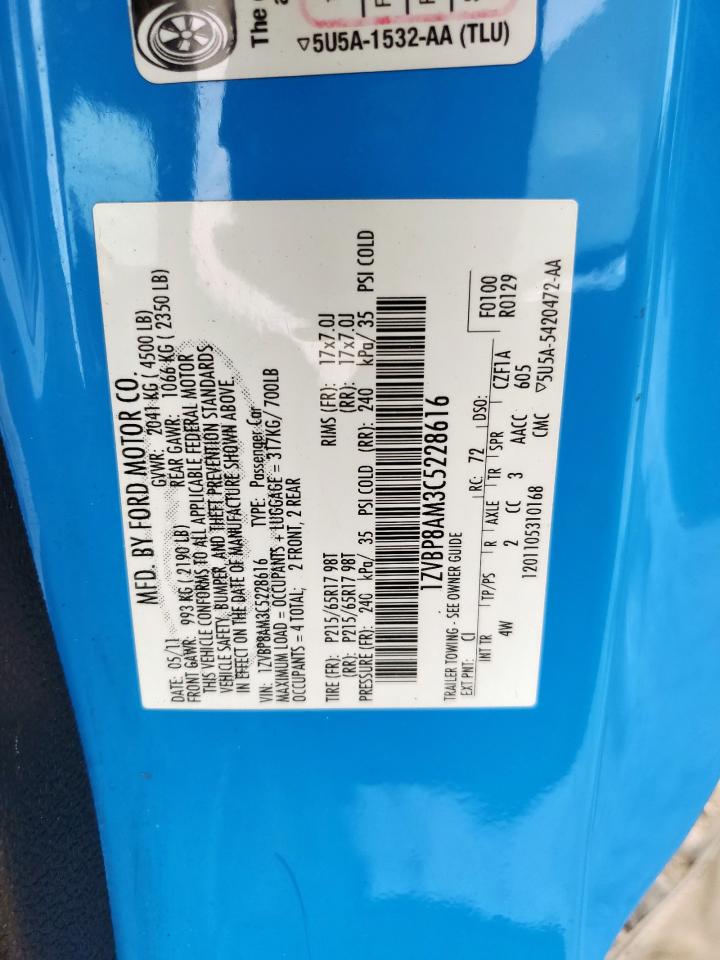 The
a
▽5U5A-1532-AA (TLU)
MFD. BY FORD MOTOR CO.
DATE: 05/11 GVWR: 2041 KG ( 4500 LB)
FRONT GAWR: 993 KG ( 2190 LB) REAR GAWR: 1066 KG ( 2350 LB)
THIS VEHICLE CONFORMS TO ALL APPLICABLE FEDERAL MOTOR
VEHICLE SAFETY, BUMPER, AND THEFT PREVENTION STANDARDS
IN EFFECT ON THE DATE OF MANUFACTURE SHOWN ABOVE.
VIN: 1ZVBP8AM3C5228616 TYPE: Passenger Car
MAXIMUM LOAD = OCCUPANTS + LUGGAGE = 317KG/ 700LB
OCCUPANTS = 4 TOTAL; 2 FRONT, 2 REAR
TIRE (FR): P215/65R17 98T RIMS (FR): 17x7.0J
(RR): P215/65R17 98T (RR): 17x7.0J
PRESSURE (FR): 240 kPa/ 35 PSI COLD (RR): 240 kPa/ 35 PSI COLD
1ZVBP8AM3C5228616
TRAILER TOWING - SEE OWNER GUIDE F0100
EXT PNT: CI RC: 72 DSO: R0129
INT TR TP/PS R AXLE TR SPR CZF1A
4W 2 CC 3 AACC 605
1201105310168 CMC ▽5U5A-5420472-AA